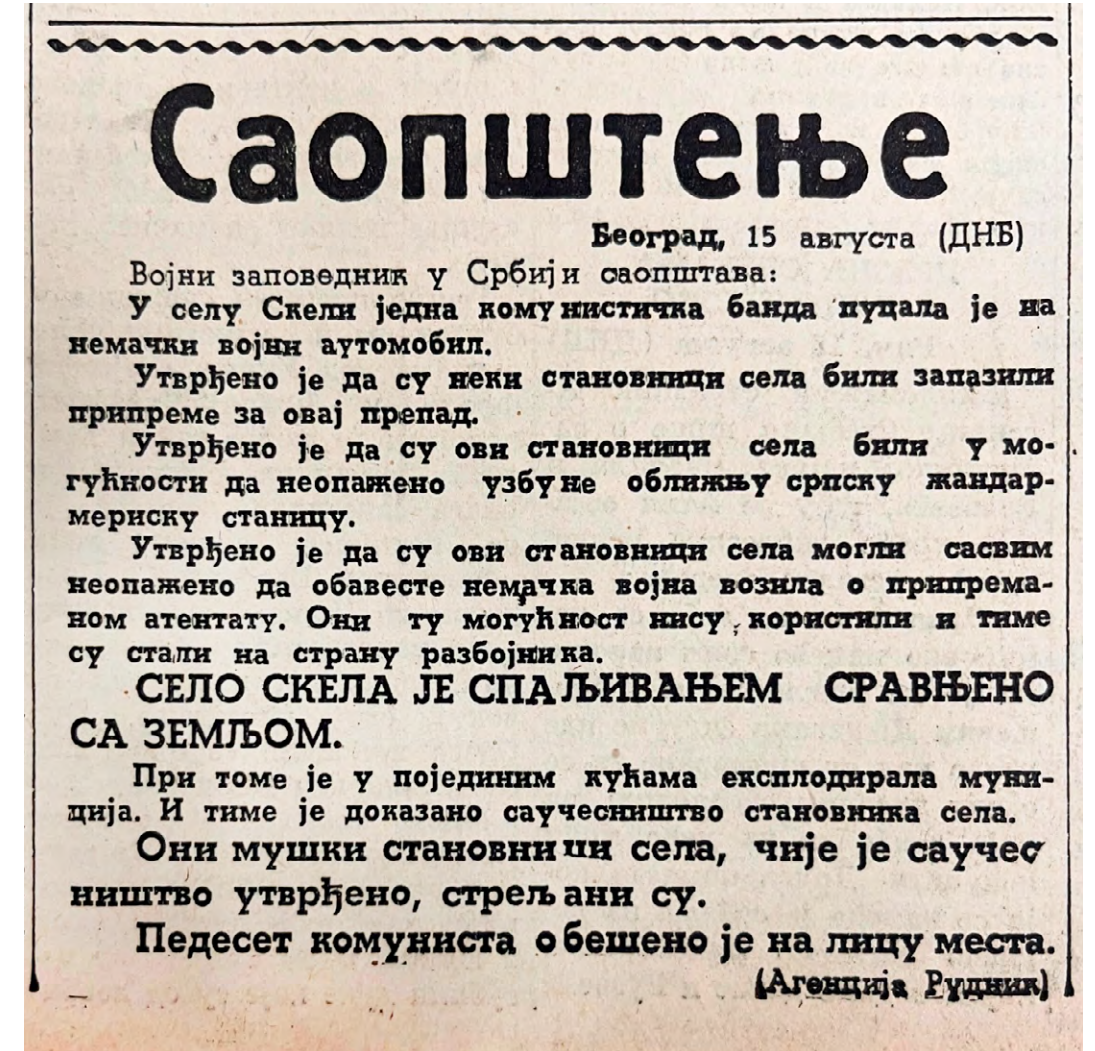 Саопштење
Београд, 15 августа (ДНБ)
Војни заповедник у Србији саопштава:
У селу Скели једна комунистичка банда пуцала је на
немачки војни аутомобил.
Утврђено је да су неки становници села били запазили
припреме за овај препад.
Утврђено је да су ови становници села били у мо-
гућности да неопажено узбуне оближњу српску жандар-
мериску станицу.
Утврђено је да су ови становници села могли сасвим
неопажено да обавесте немачка војна возила о припрема-
ном атентату. Они ту могућност нису користили и тиме
су стали на страну разбојника.
СЕЛО СКЕЛА ЈЕ СПАЉИВАЊЕМ СРАВЊЕНО
СА ЗЕМЉОМ.
При томе је у појединим кућама експлодирала муни-
ција. И тиме је доказано саучесништво становника села.
Они мушки становници села, чије је саучес
ништво утврђено, стрељани су.
Педесет комуниста обешено је на лицу места.
(Агенција Рудник)